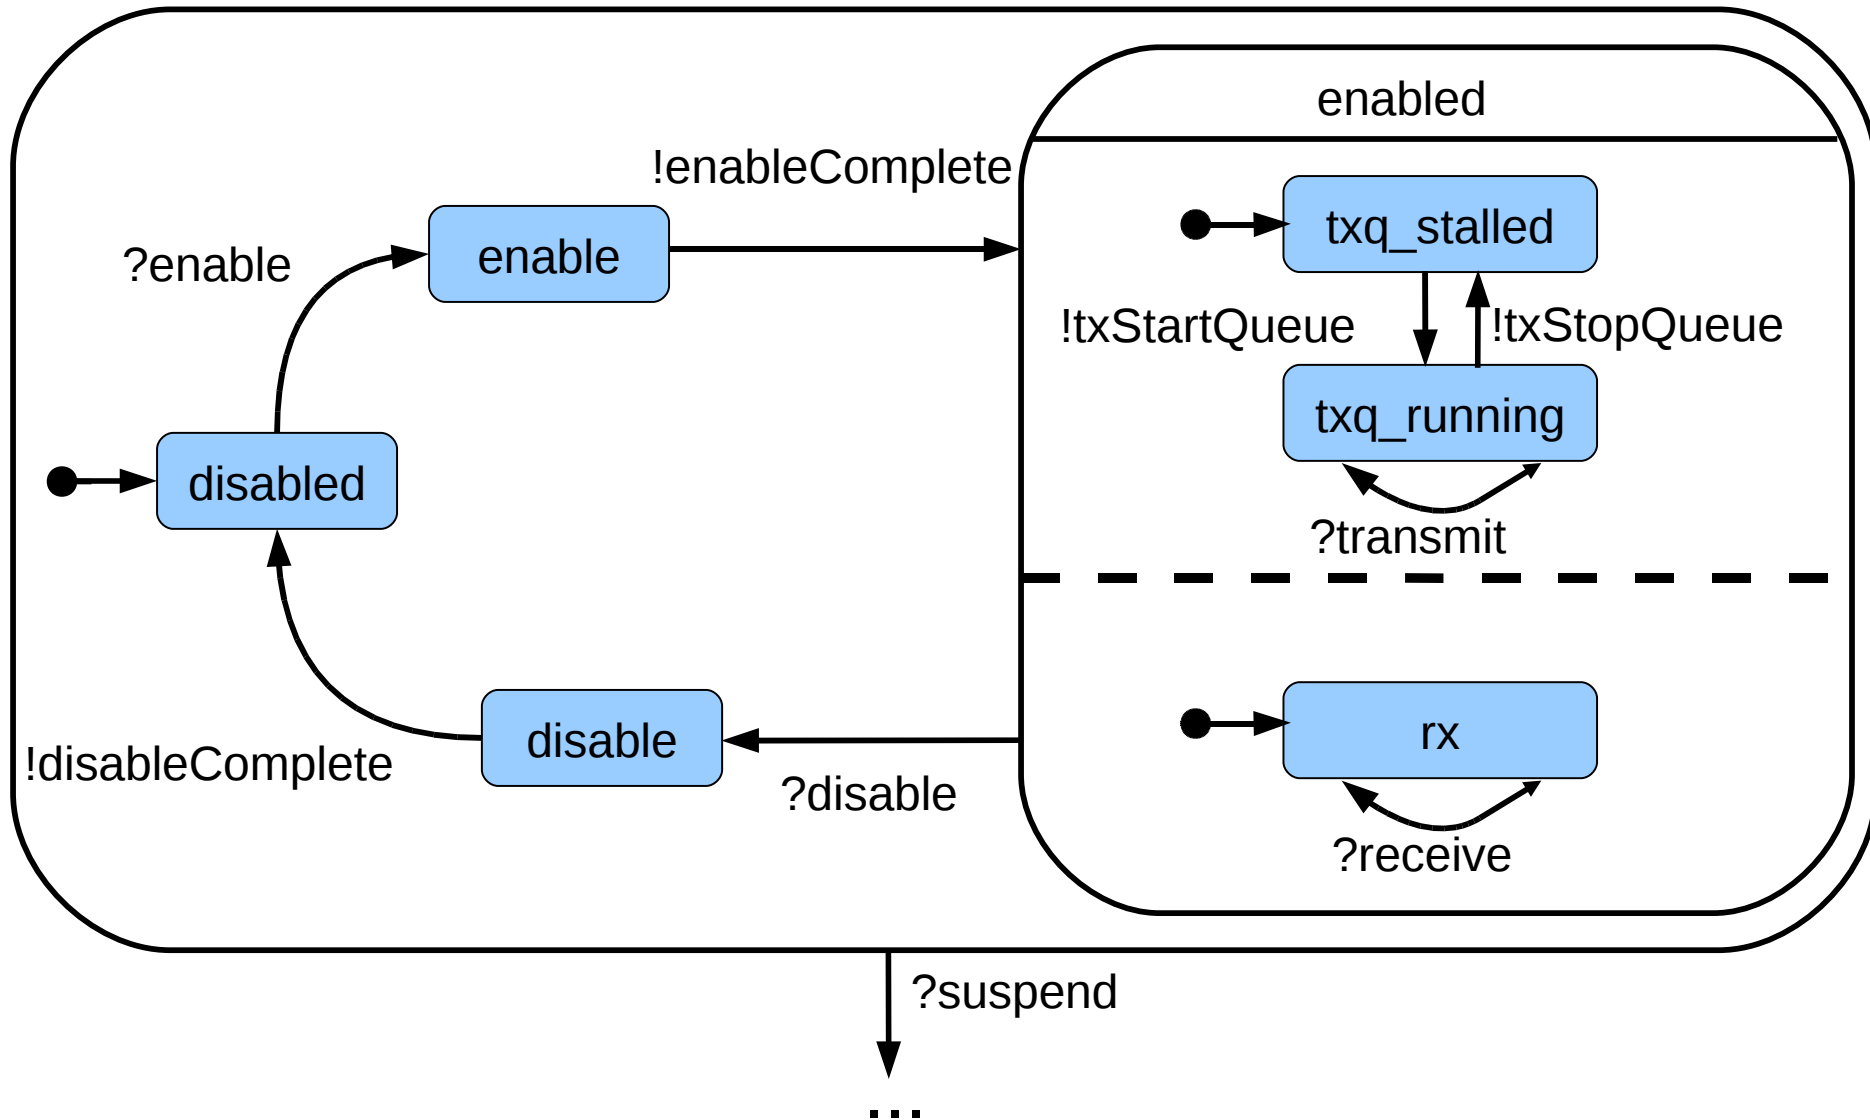 enabled
!enableComplete
txq_stalled
?enable
enable
!txStartQueue
!txStopQueue
txq_running
disabled
?transmit
disable
rx
!disableComplete
?disable
?receive
?suspend
...